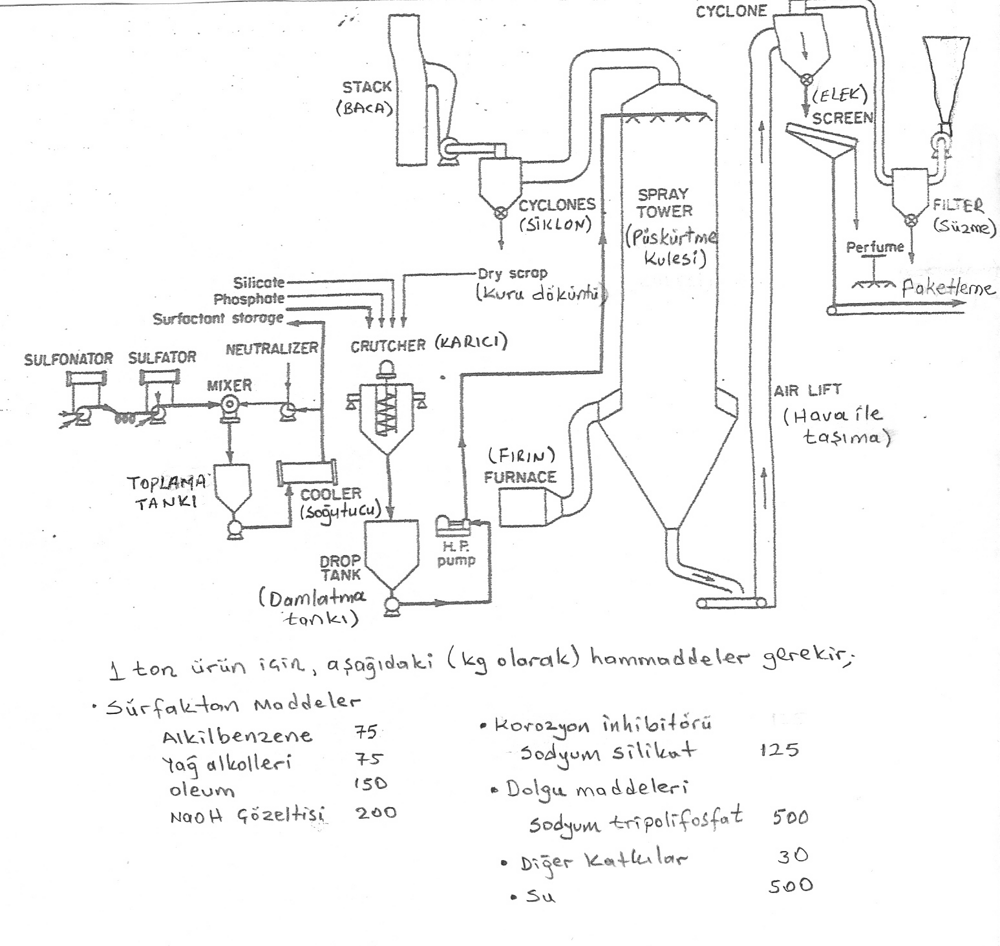 CYCLONE
STACK
(BACA)
(ELEK)
SCREEN
CYCLONES
(SİKLON)
SPRAY
TOWER
(Püskürtme
Kulesi)
FILTER
(Süzme)
Perfume
Paketleme
Silicate
Phosphate
Surfactant storage
Dry scrap
(Kuru döküntü)
SULFONATOR
SULFATOR
NEUTRALIZER
MIXER
CRUTCHER (KARICI)
AIR LIFT
(Hava ile
taşıma)
TOPLAMA
TANKI
COOLER
(soğutucu)
(FIRIN)
FURNACE
H.P.
pump
DROP
TANK
(Damlatma
tankı)
1 ton ürün için, aşağıdaki (kg olarak) hammaddeler gerekir;
• Sürfaktan Maddeler
Alkilbenzene 75
Yağ alkolleri 75
oleum 150
NaOH Çözeltisi 200
• Korozyon inhibitörü
Sodyum silikat 125
• Dolgu maddeleri
Sodyum tripolifosfat 500
• Diğer Katkılar 30
• Su 500